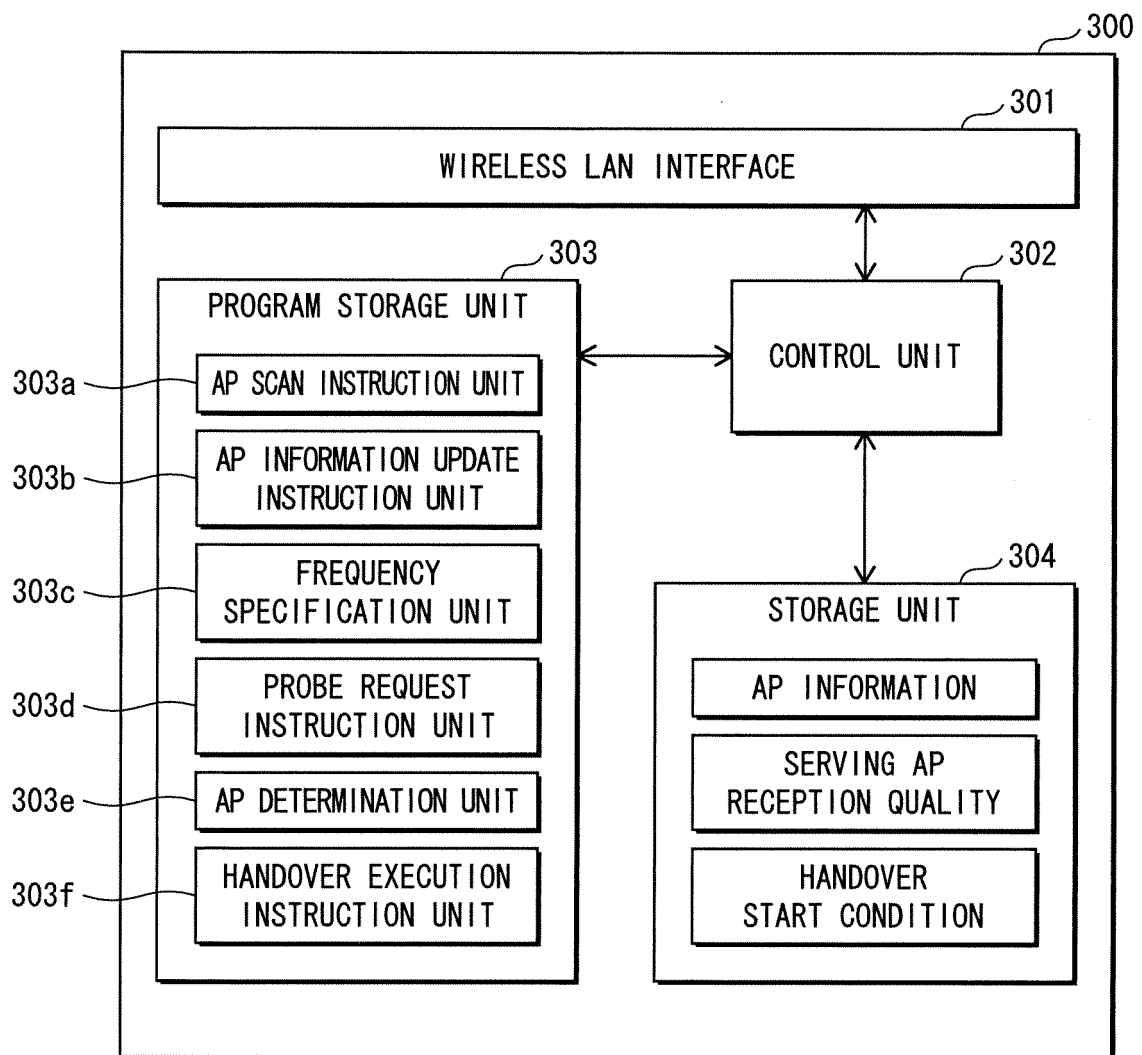 300
301
WIRELESS LAN INTERFACE
303
302
PROGRAM STORAGE UNIT
CONTROL UNIT
303a
AP SCAN INSTRUCTION UNIT
303b
AP INFORMATION UPDATE
INSTRUCTION UNIT
303c
FREQUENCY
SPECIFICATION UNIT
303d
PROBE REQUEST
INSTRUCTION UNIT
303e
AP DETERMINATION UNIT
303f
HANDOVER EXECUTION
INSTRUCTION UNIT
304
STORAGE UNIT
AP INFORMATION
SERVING AP
RECEPTION QUALITY
HANDOVER
START CONDITION